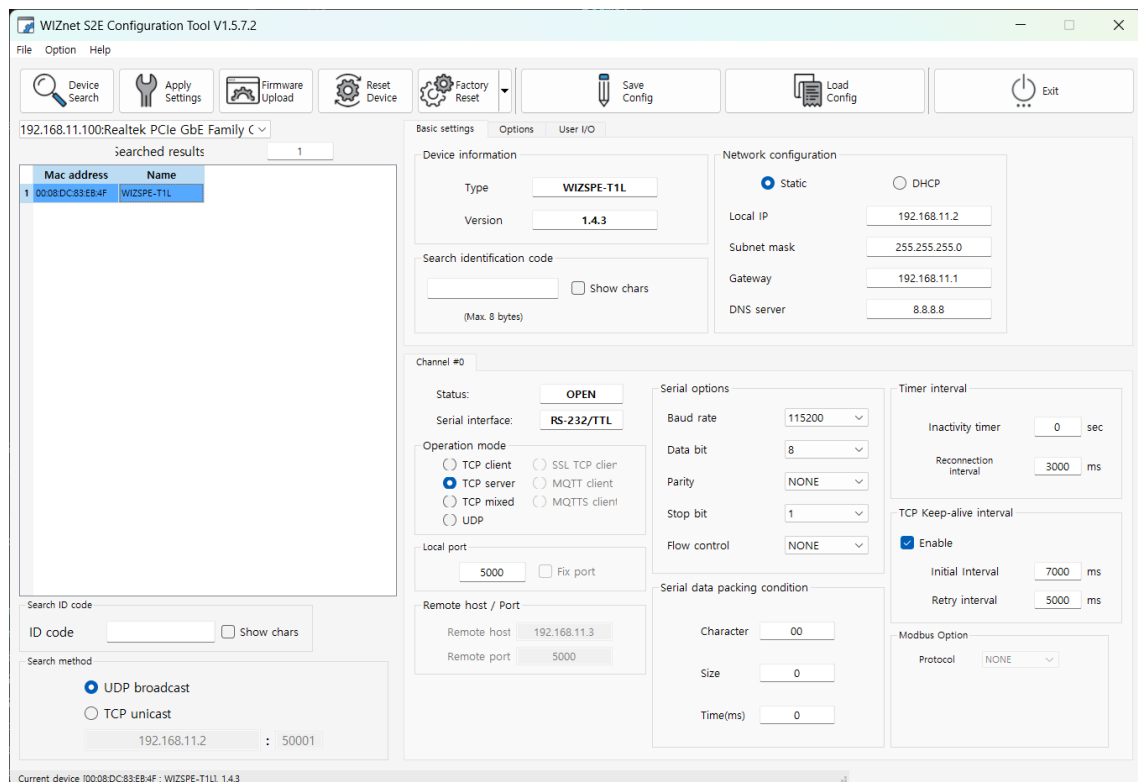 WIZnet S2E Configuration Tool V1.5.7.2
File Option Help
Device Search
Apply Settings
Firmware Upload
Reset Device
Factory Reset
Save Config
Load Config
Exit
192.168.11.100:Realtek PCIe GbE Family C
Searched results 1
Mac address Name
1 00:08:DC:83:EB:4F WIZSPE-T1L
Search ID code
ID code Show chars
Search method
UDP broadcast
TCP unicast
192.168.11.2 : 50001
Basic settings Options User I/O
Device information
Type WIZSPE-T1L
Version 1.4.3
Search identification code
Show chars
(Max. 8 bytes)
Network configuration
Static DHCP
Local IP 192.168.11.2
Subnet mask 255.255.255.0
Gateway 192.168.11.1
DNS server 8.8.8.8
Channel #0
Status: OPEN
Serial interface: RS-232/TTL
Operation mode
TCP client SSL TCP clien
TCP server MQTT client
TCP mixed MQTTS client
UDP
Local port
5000 Fix port
Remote host / Port
Remote host 192.168.11.3
Remote port 5000
Serial options
Baud rate 115200
Data bit 8
Parity NONE
Stop bit 1
Flow control NONE
Serial data packing condition
Character 00
Size 0
Time(ms) 0
Timer interval
Inactivity timer 0 sec
Reconnection interval 3000 ms
TCP Keep-alive interval
Enable
Initial Interval 7000 ms
Retry interval 5000 ms
Modbus Option
Protocol NONE
Current device [00:08:DC:83:EB:4F : WIZSPE-T1L], 1.4.3